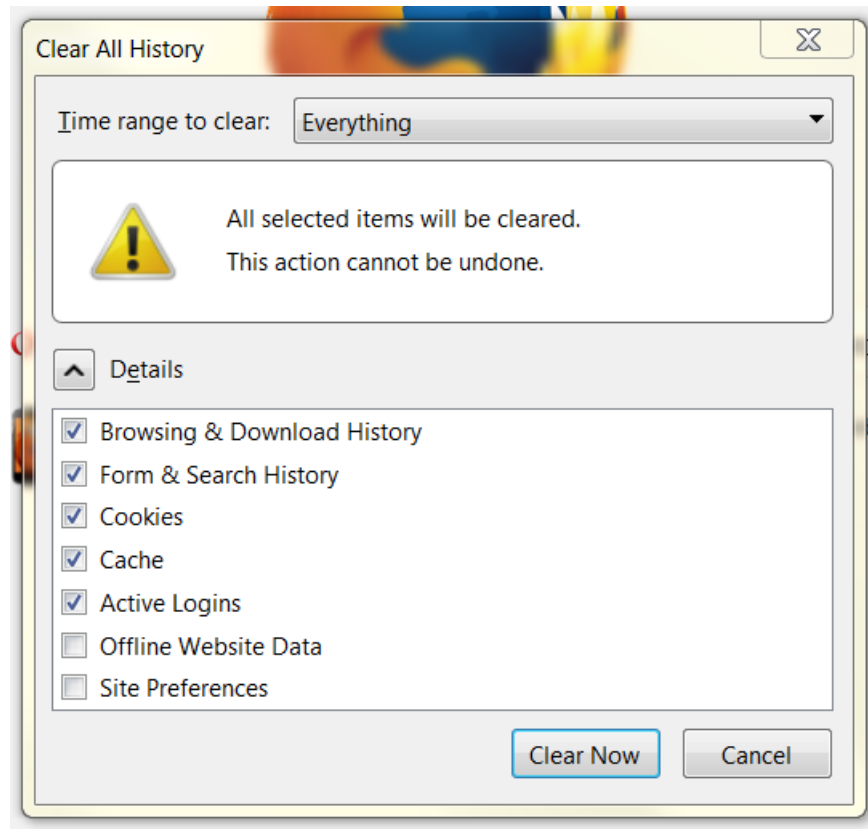 Clear All History
Time range to clear: Everything
All selected items will be cleared.
This action cannot be undone.
Details
Browsing & Download History
Form & Search History
Cookies
Cache
Active Logins
Offline Website Data
Site Preferences
Clear Now Cancel